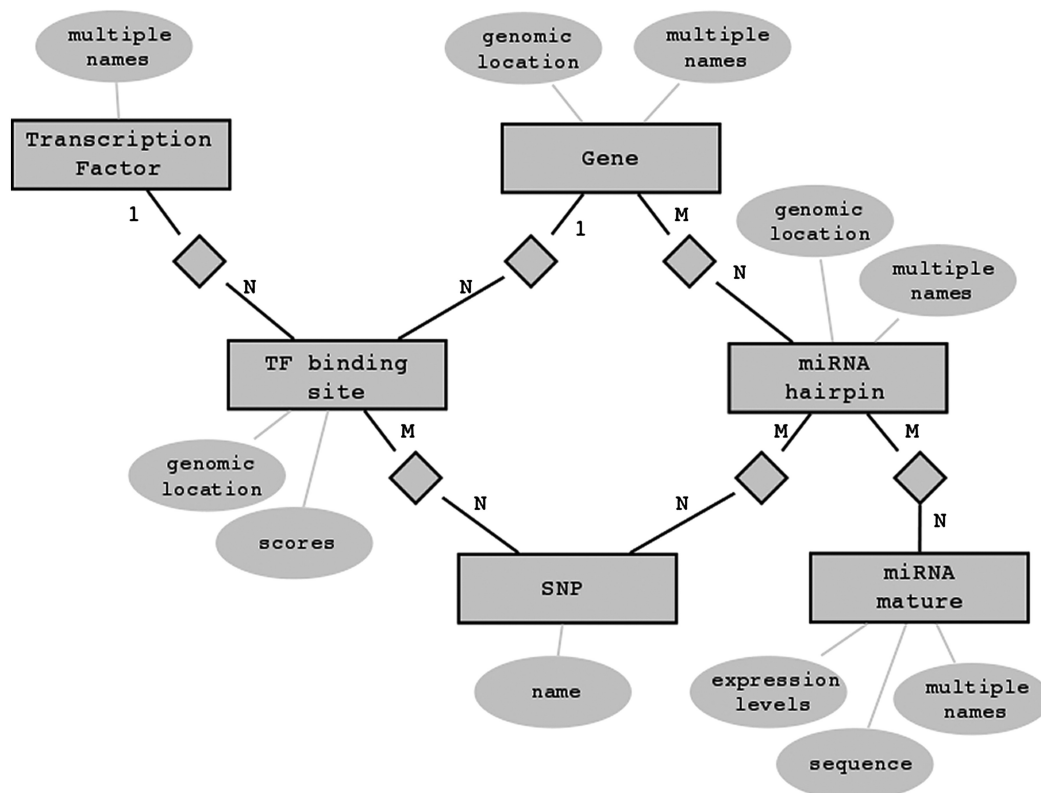 multiple
names
genomic
location
multiple
names
Transcription
Factor
Gene
1
1
M
genomic
location
multiple
names
N
N
N
TF binding
site
miRNA
hairpin
M
M
M
genomic
location
scores
N
N
N
SNP
miRNA
mature
name
expression
levels
multiple
names
sequence